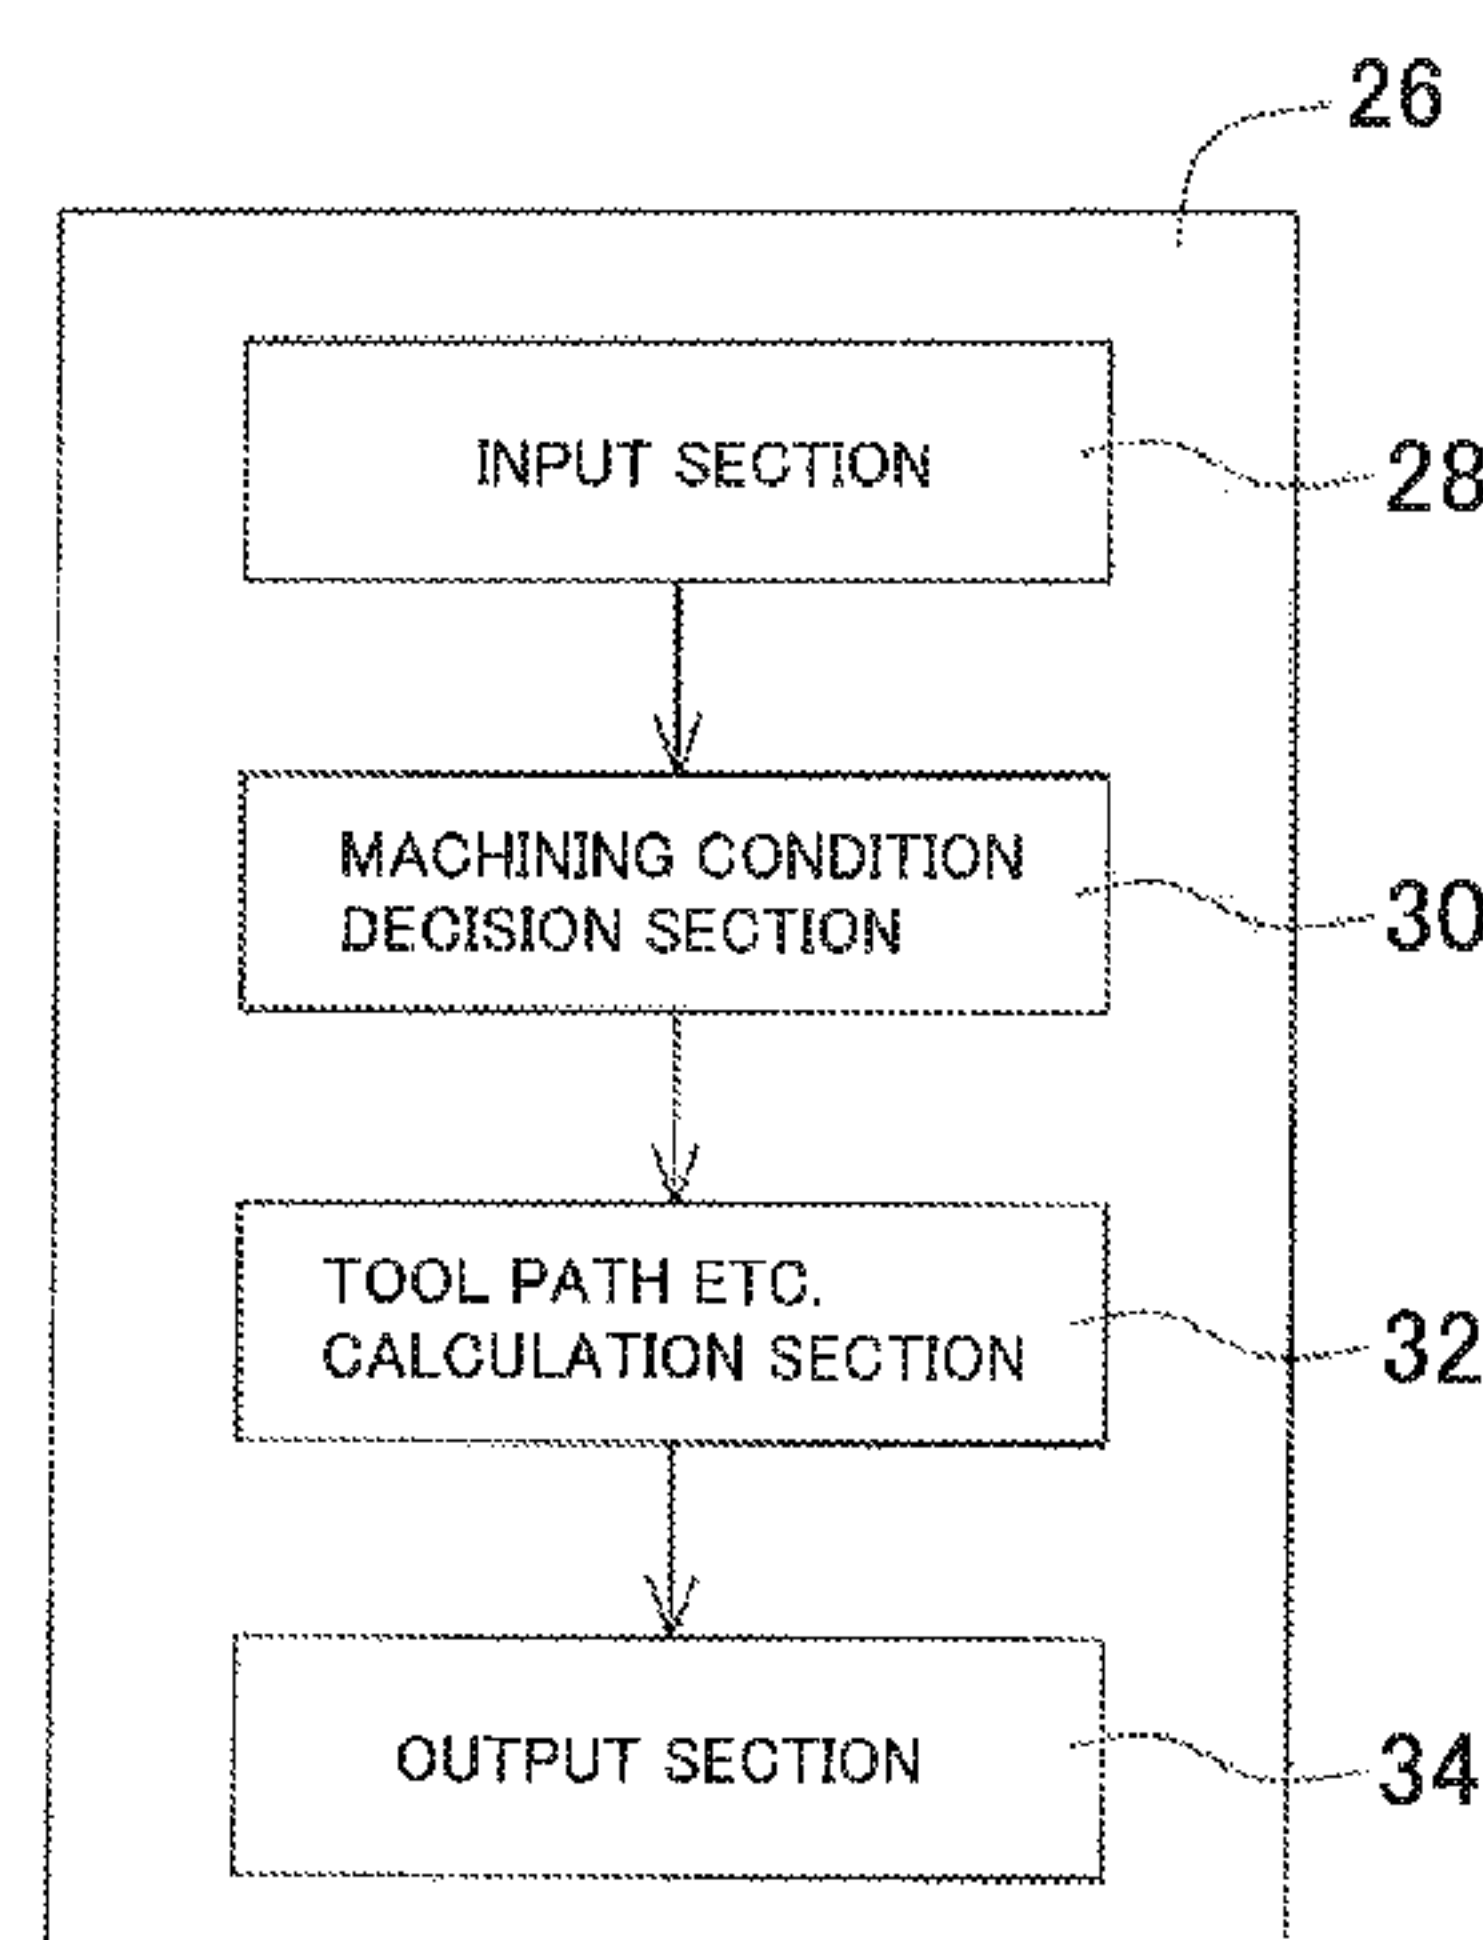 26
INPUT SECTION
28
MACHINING CONDITION
DECISION SECTION
30
TOOL PATH ETC.
CALCULATION SECTION
32
OUTPUT SECTION
34